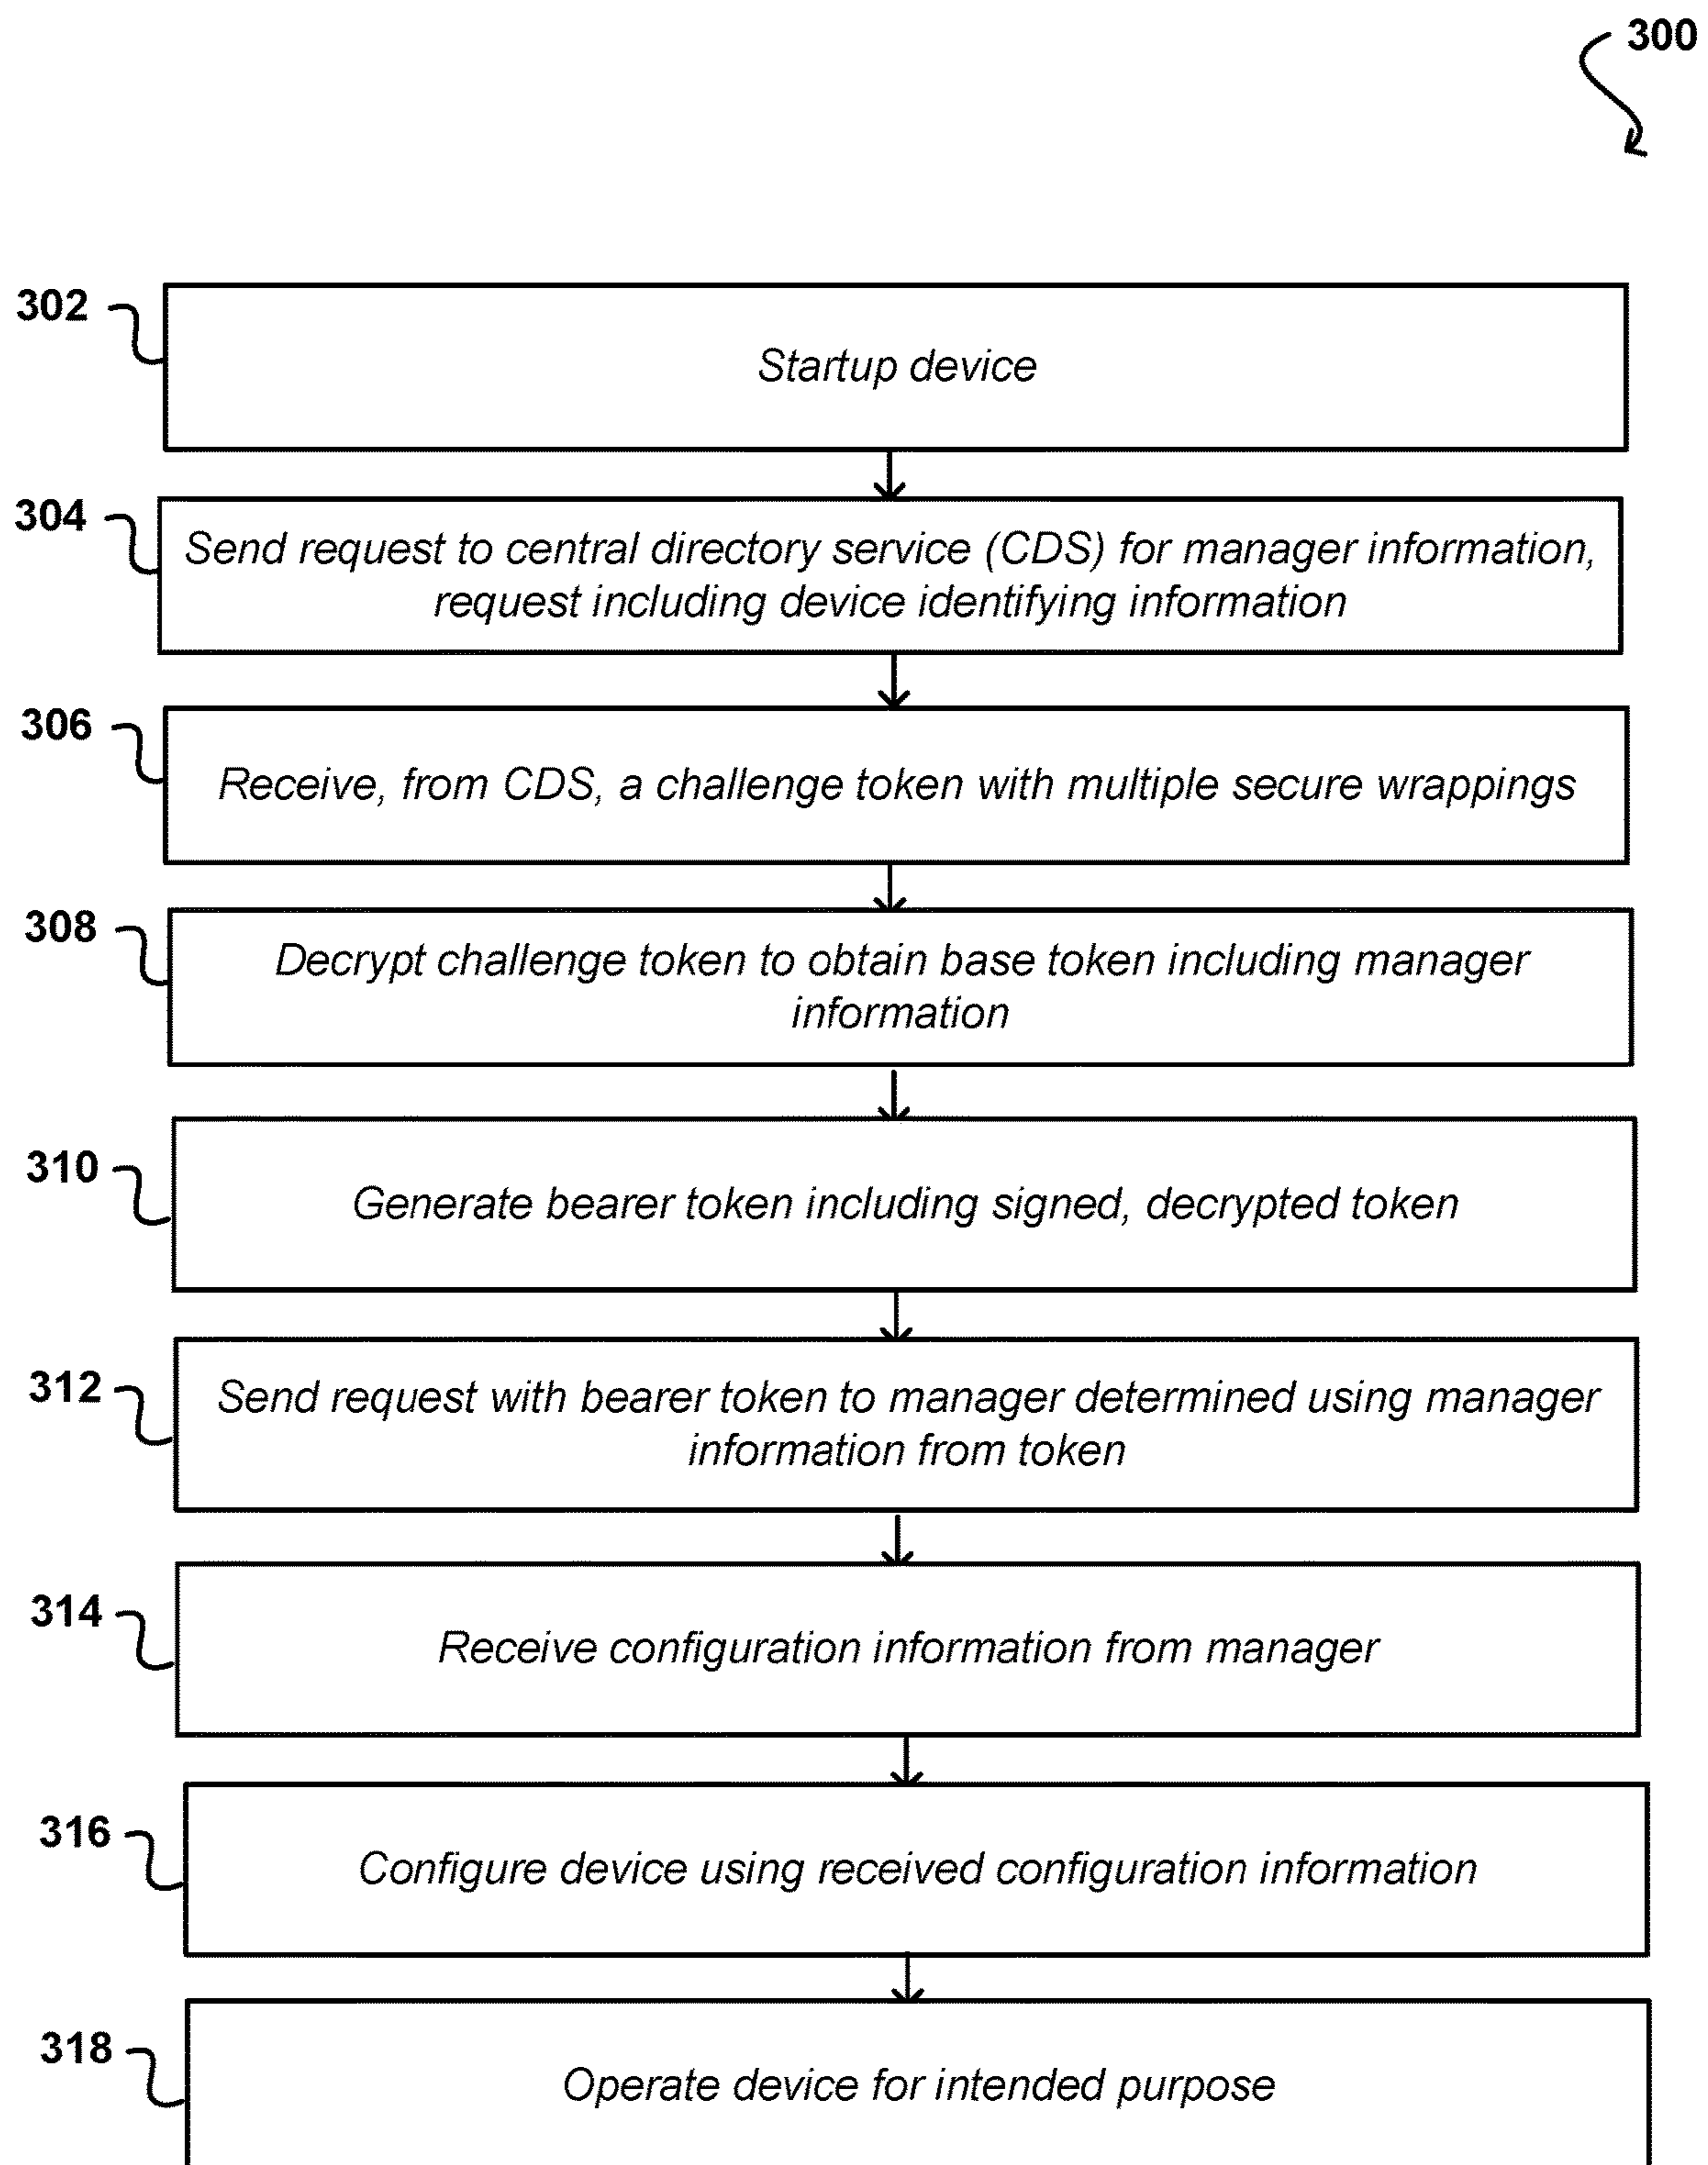 300
302
Startup device
304
Send request to central directory service (CDS) for manager information,
request including device identifying information
306
Receive, from CDS, a challenge token with multiple secure wrappings
308
Decrypt challenge token to obtain base token including manager
information
310
Generate bearer token including signed, decrypted token
312
Send request with bearer token to manager determined using manager
information from token
314
Receive configuration information from manager
316
Configure device using received configuration information
318
Operate device for intended purpose